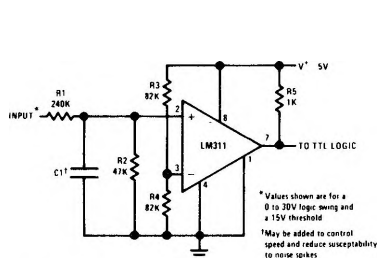 V⁺ 5V
R3
82K
R5
1K
R1
240K
INPUT*
2
+
8
LM311
7
TO TTL LOGIC
C1†
R2
47K
3
−
1
R4
82K
4
*Values shown are for a
0 to 30V logic swing and
a 15V threshold
†May be added to control
speed and reduce susceptability
to noise spikes